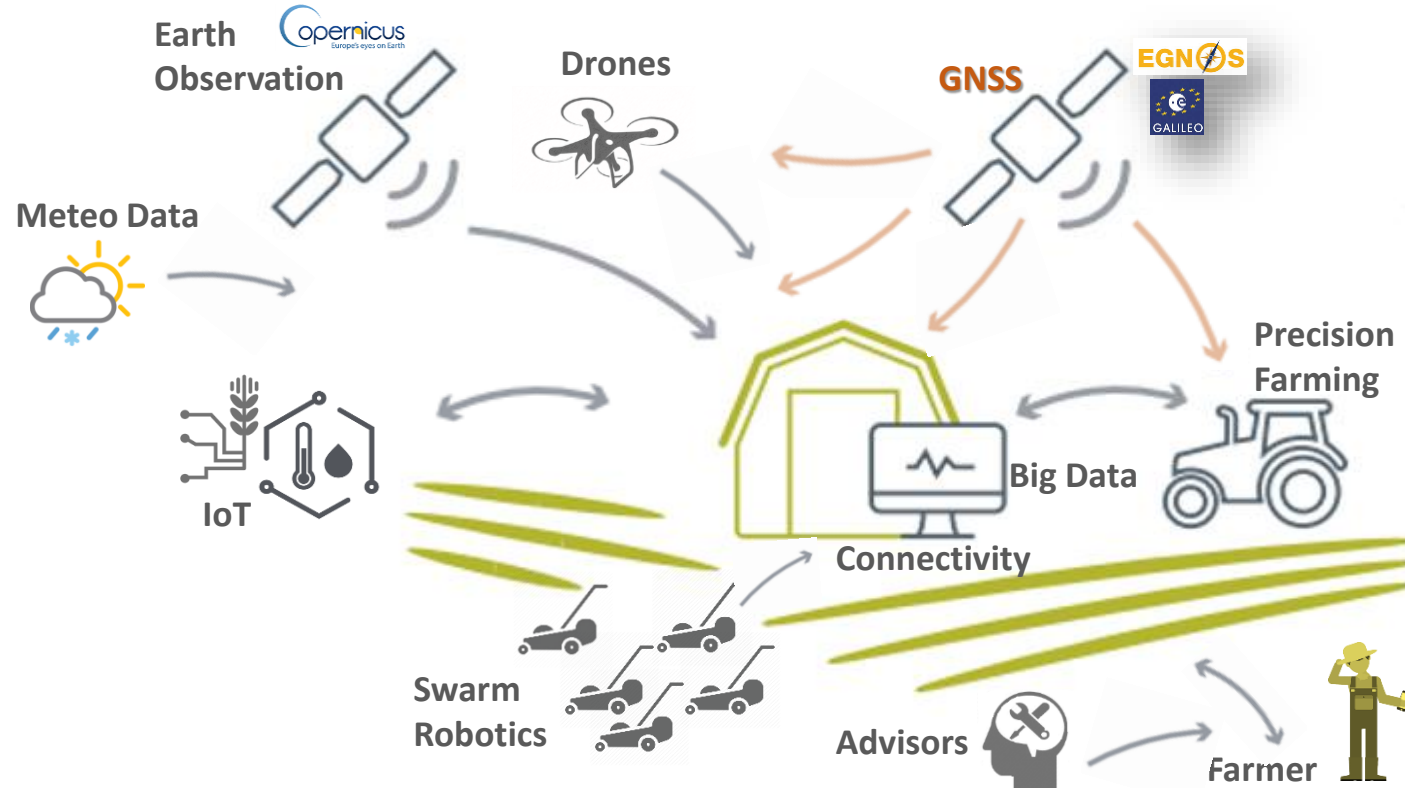 Earth
Observation
opernicus
Europe's eyes on Earth
Drones
GNSS
EGNOS
GALILEO
Meteo Data
Precision
Farming
IoT
Big Data
Connectivity
Swarm
Robotics
Advisors
Farmer